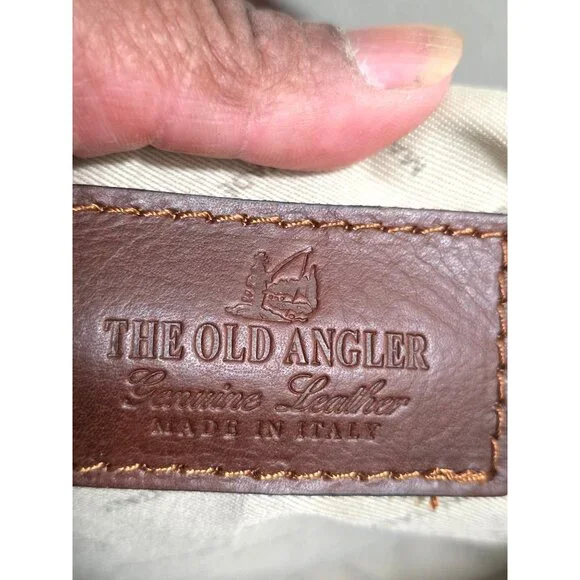 THE OLD ANGLER
Genuine Leather
MADE IN ITALY